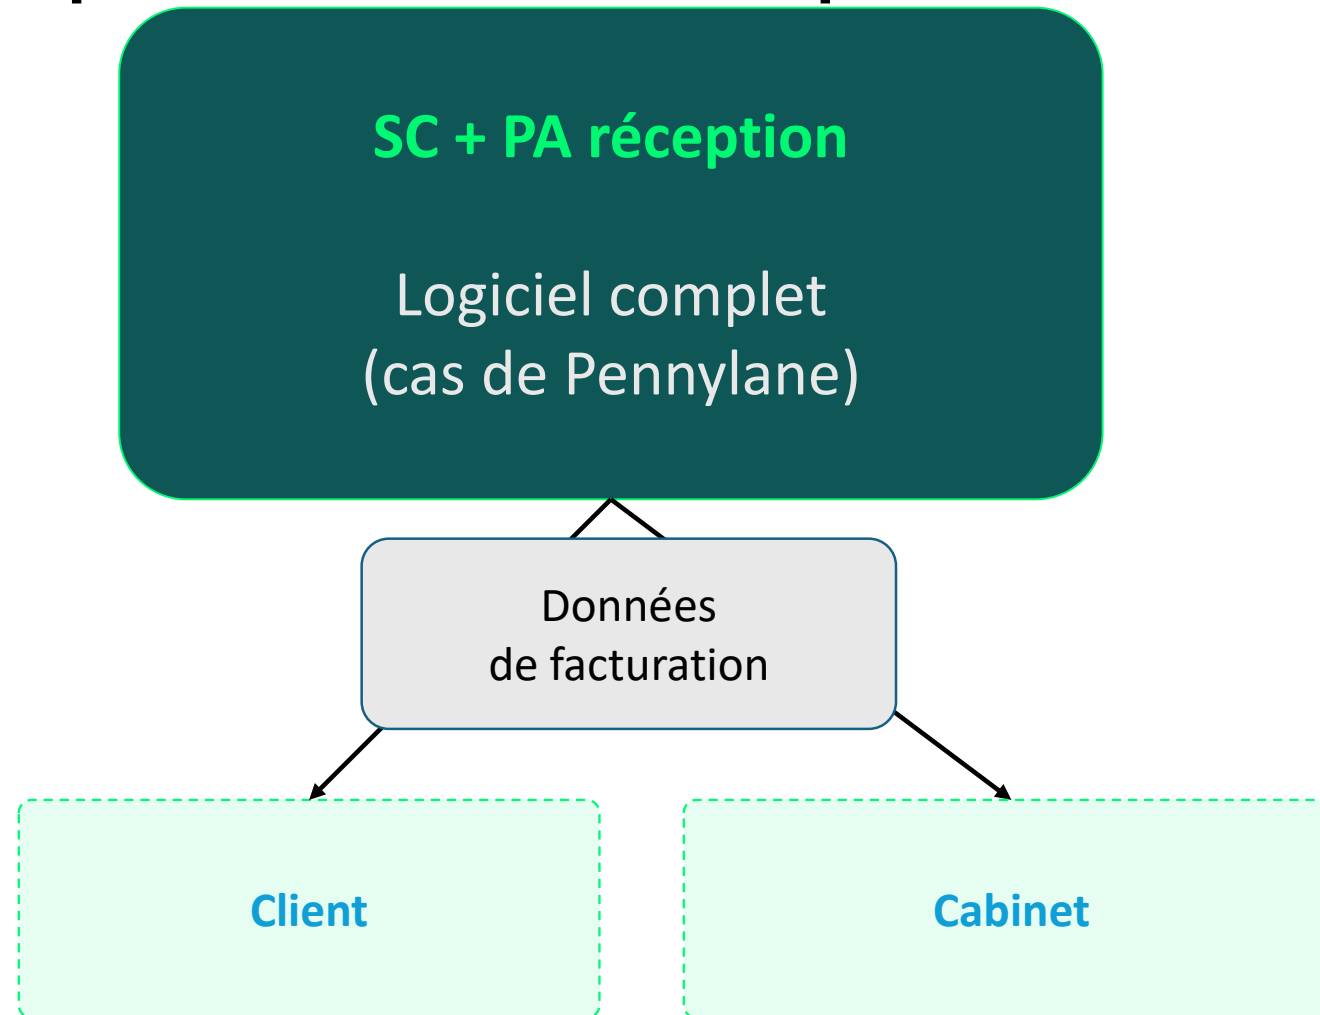 SC + PA réception
Logiciel complet
(cas de Pennylane)
Données
de facturation
Client
Cabinet